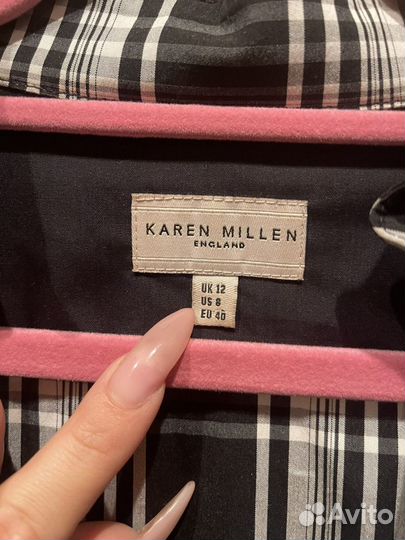 KAREN MILLEN
ENGLAND
UK 12
US 8
EU 40
Avito